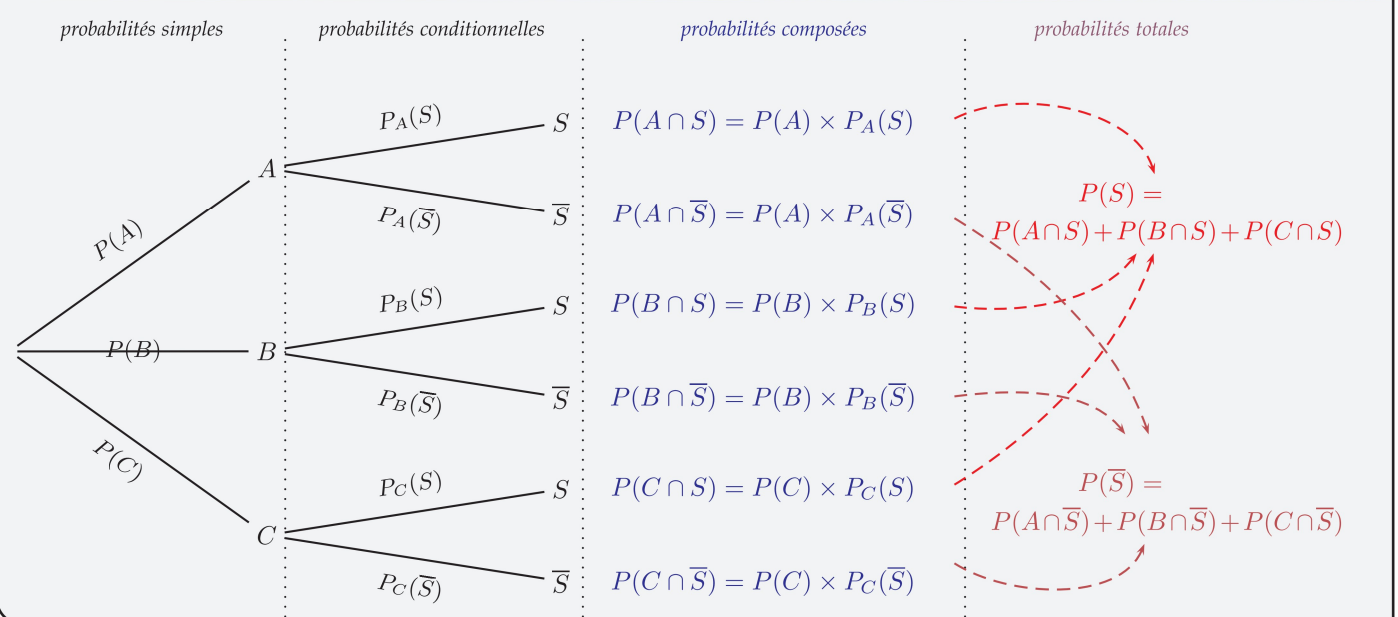 probabilités simples
probabilités conditionnelles
probabilités composées
probabilités totales
P(A)
P(B)
P(C)
A
B
C
P_A(S)
P_A(S̅)
P_B(S)
P_B(S̅)
P_C(S)
P_C(S̅)
S
S̅
S
S̅
S
S̅
P(A ∩ S) = P(A) × P_A(S)
P(A ∩ S̅) = P(A) × P_A(S̅)
P(B ∩ S) = P(B) × P_B(S)
P(B ∩ S̅) = P(B) × P_B(S̅)
P(C ∩ S) = P(C) × P_C(S)
P(C ∩ S̅) = P(C) × P_C(S̅)
P(S) =
P(A∩S)+P(B∩S)+P(C∩S)
P(S̅) =
P(A∩S̅)+P(B∩S̅)+P(C∩S̅)